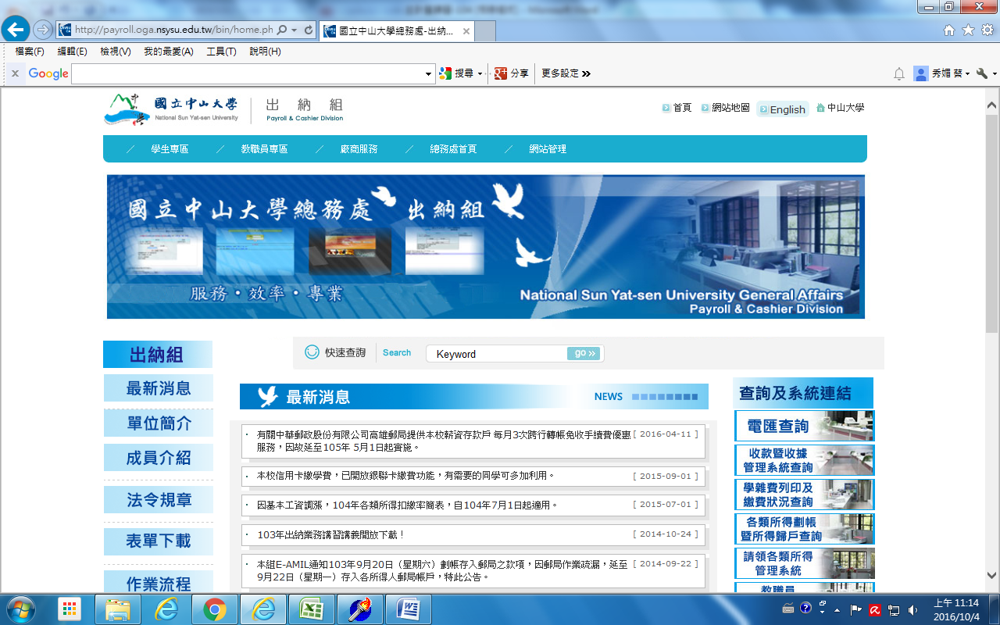 http://payroll.oga.nsysu.edu.tw/bin/home.ph
國立中山大學總務處-出納...
檔案(F) 編輯(E) 檢視(V) 我的最愛(A) 工具(T) 說明(H)
x Google 搜尋 分享 更多設定 » 秀媚 蔡
國立中山大學
National Sun Yat-sen University
出納組
Payroll & Cashier Division
首頁 網站地圖 English 中山大學
學生專區 教職員專區 廠商服務 總務處首頁 網站管理
國立中山大學總務處 出納組
服務・效率・專業
National Sun Yat-sen University General Affairs
Payroll & Cashier Division
快速查詢 Search Keyword go »
出納組
最新消息
單位簡介
成員介紹
法令規章
表單下載
作業流程
最新消息 NEWS
· 有關中華郵政股份有限公司高雄郵局提供本校薪資存款戶 每月3次跨行轉帳免收手續費優惠 [ 2016-04-11 ]
服務，因故延至105年 5月1日起實施。
· 本校信用卡繳學費，已開放銀聯卡繳費功能，有需要的同學可多加利用。 [ 2015-09-01 ]
· 因基本工資調漲，104年各類所得扣繳率簡表，自104年7月1日起適用。 [ 2015-07-01 ]
· 103年出納業務講習講義開放下載！ [ 2014-10-24 ]
· 本組E-AMIL通知103年9月20日（星期六）劃帳存入郵局之款項，因郵局作業疏漏，延至 [ 2014-09-22 ]
9月22日（星期一）存入各所得人郵局帳戶，特此公告。
查詢及系統連結
電匯查詢
收款暨收據
管理系統查詢
學雜費列印及
繳費狀況查詢
各類所得劃帳
暨所得歸戶查詢
請領各類所得
管理系統
教職員
上午 11:14
2016/10/4